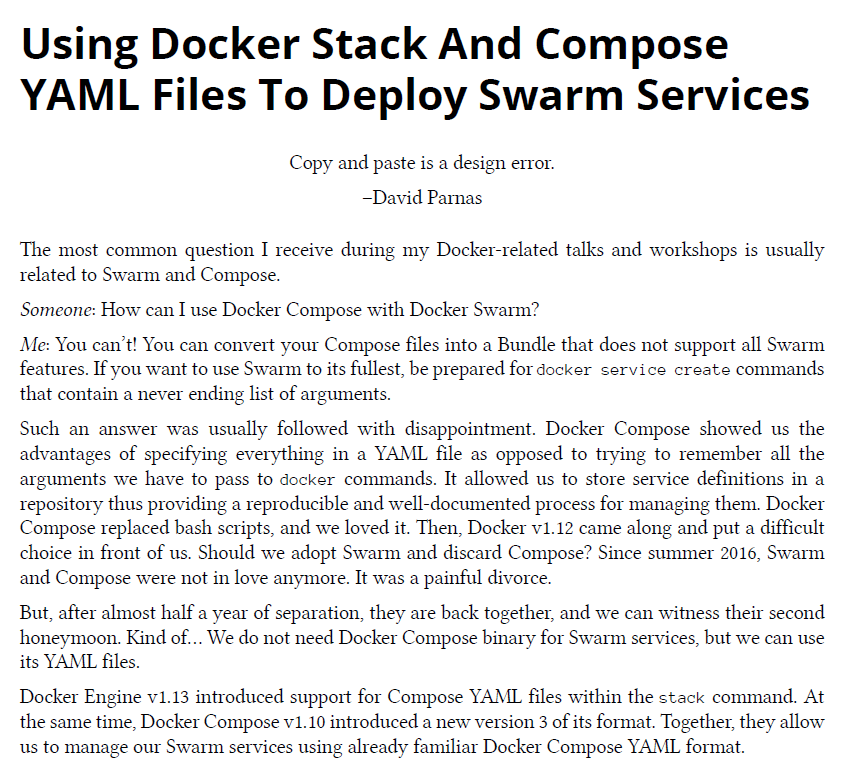 Using Docker Stack And Compose
YAML Files To Deploy Swarm Services
Copy and paste is a design error.
–David Parnas
The most common question I receive during my Docker-related talks and workshops is usually
related to Swarm and Compose.
Someone: How can I use Docker Compose with Docker Swarm?
Me: You can’t! You can convert your Compose files into a Bundle that does not support all Swarm
features. If you want to use Swarm to its fullest, be prepared for docker service create commands
that contain a never ending list of arguments.
Such an answer was usually followed with disappointment. Docker Compose showed us the
advantages of specifying everything in a YAML file as opposed to trying to remember all the
arguments we have to pass to docker commands. It allowed us to store service definitions in a
repository thus providing a reproducible and well-documented process for managing them. Docker
Compose replaced bash scripts, and we loved it. Then, Docker v1.12 came along and put a difficult
choice in front of us. Should we adopt Swarm and discard Compose? Since summer 2016, Swarm
and Compose were not in love anymore. It was a painful divorce.
But, after almost half a year of separation, they are back together, and we can witness their second
honeymoon. Kind of… We do not need Docker Compose binary for Swarm services, but we can use
its YAML files.
Docker Engine v1.13 introduced support for Compose YAML files within the stack command. At
the same time, Docker Compose v1.10 introduced a new version 3 of its format. Together, they allow
us to manage our Swarm services using already familiar Docker Compose YAML format.